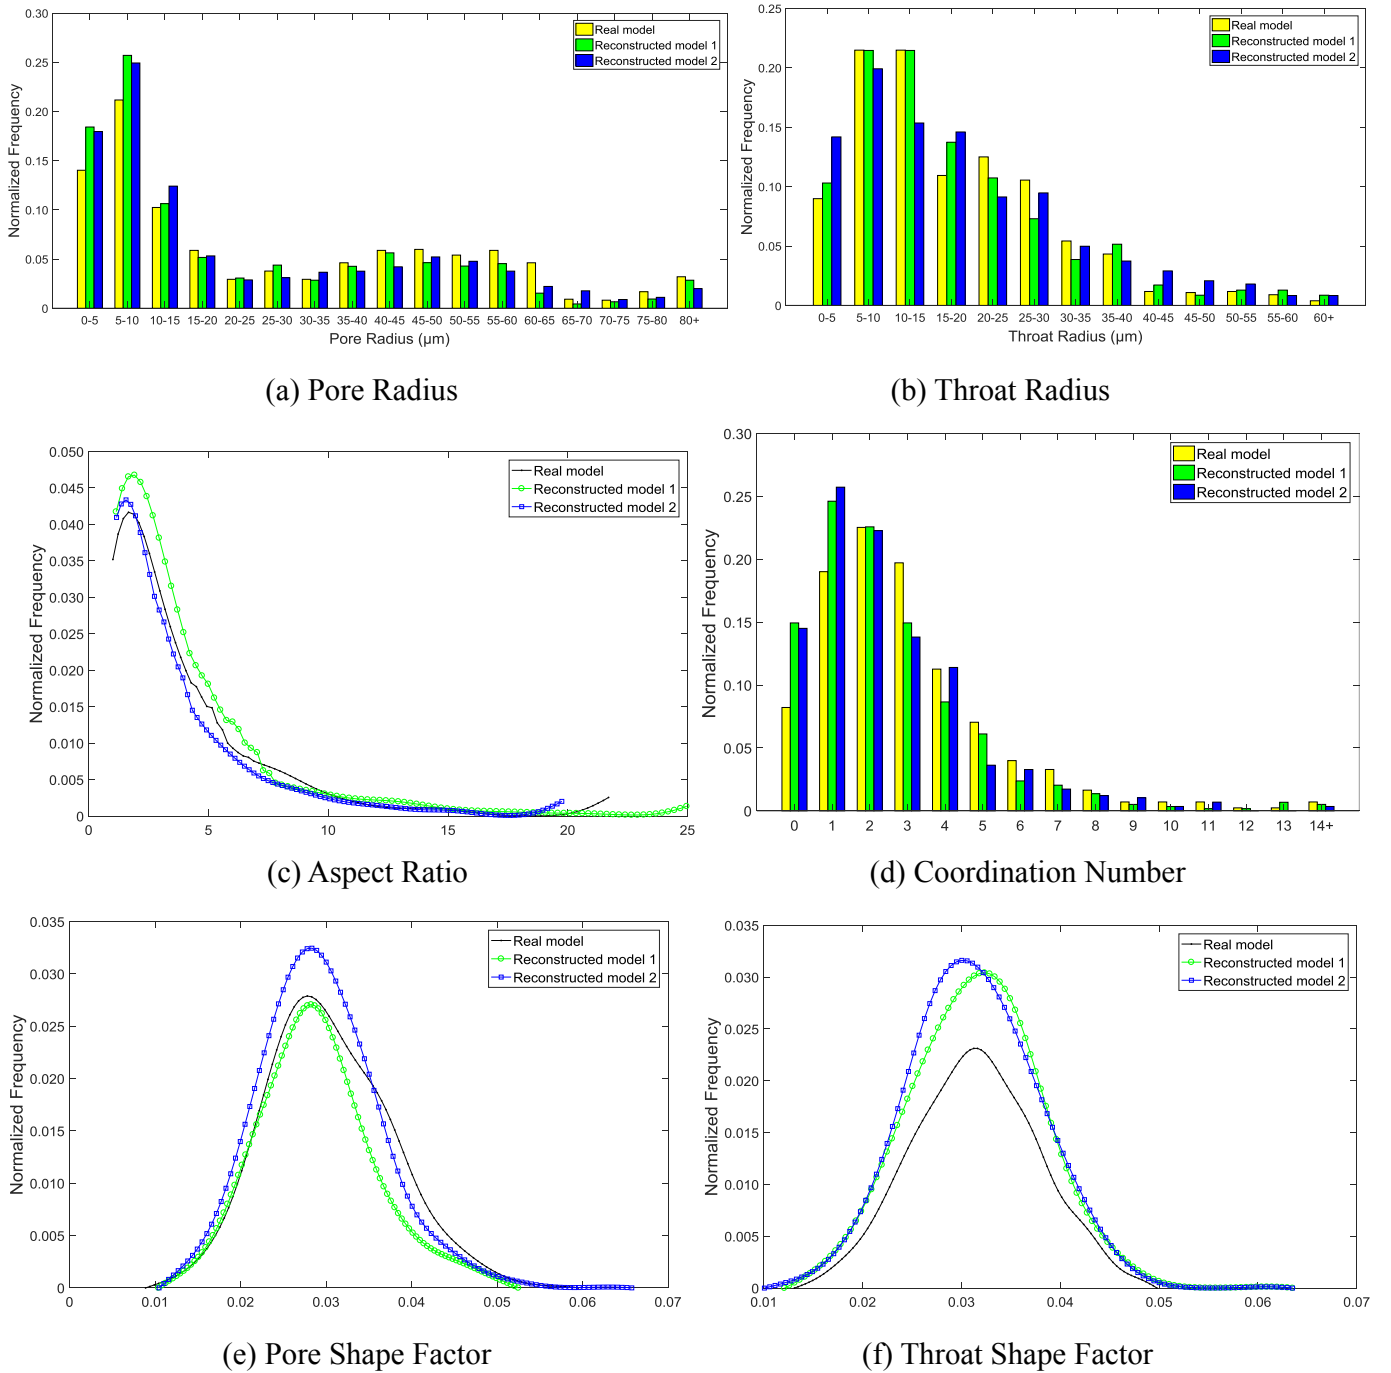 0.30
0.25
0.20
0.15
0.10
0.05
0
Normalized Frequency
Real model
Reconstructed model 1
Reconstructed model 2
0-5 5-10 10-15 15-20 20-25 25-30 30-35 35-40 40-45 45-50 50-55 55-60 60-65 65-70 70-75 75-80 80+
Pore Radius (μm)
(a) Pore Radius
0.25
0.20
0.15
0.10
0.05
0
Normalized Frequency
Real model
Reconstructed model 1
Reconstructed model 2
0-5 5-10 10-15 15-20 20-25 25-30 30-35 35-40 40-45 45-50 50-55 55-60 60+
Throat Radius (μm)
(b) Throat Radius
0.050
0.045
0.040
0.035
0.030
0.025
0.020
0.015
0.010
0.005
0
Normalized Frequency
Real model
Reconstructed model 1
Reconstructed model 2
0 5 10 15 20 25
(c) Aspect Ratio
0.30
0.25
0.20
0.15
0.10
0.05
0
Normalized Frequency
Real model
Reconstructed model 1
Reconstructed model 2
0 1 2 3 4 5 6 7 8 9 10 11 12 13 14+
(d) Coordination Number
0.035
0.030
0.025
0.020
0.015
0.010
0.005
0
Normalized Frequency
Real model
Reconstructed model 1
Reconstructed model 2
0 0.01 0.02 0.03 0.04 0.05 0.06 0.07
(e) Pore Shape Factor
0.035
0.030
0.025
0.020
0.015
0.010
0.005
0
Normalized Frequency
Real model
Reconstructed model 1
Reconstructed model 2
0.01 0.02 0.03 0.04 0.05 0.06 0.07
(f) Throat Shape Factor